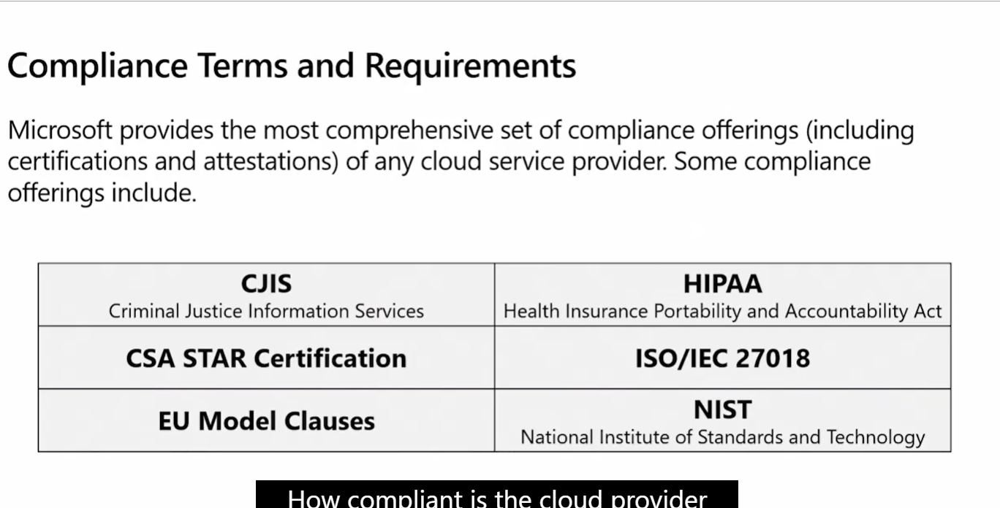 Compliance Terms and Requirements
Microsoft provides the most comprehensive set of compliance offerings (including
certifications and attestations) of any cloud service provider. Some compliance
offerings include.
CJIS
Criminal Justice Information Services
HIPAA
Health Insurance Portability and Accountability Act
CSA STAR Certification
ISO/IEC 27018
EU Model Clauses
NIST
National Institute of Standards and Technology
How compliant is the cloud provider